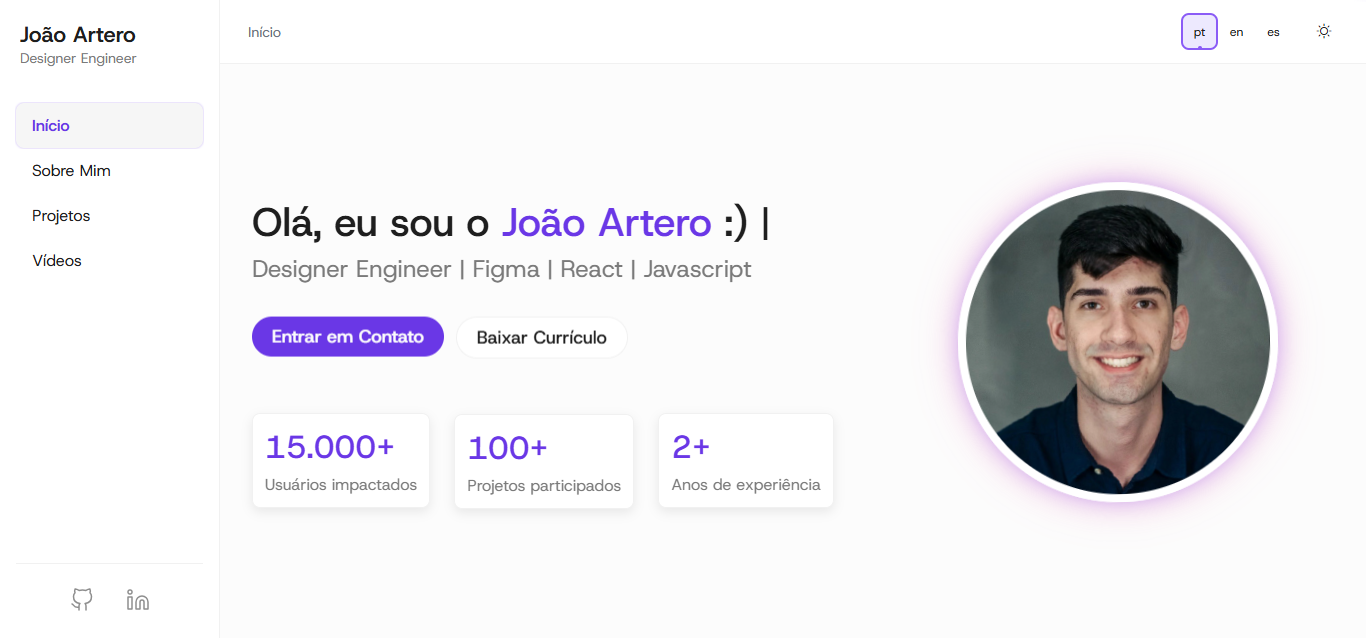 João Artero
Designer Engineer
Início
Sobre Mim
Projetos
Vídeos
Início
pt en es
Olá, eu sou o João Artero :) |
Designer Engineer | Figma | React | Javascript
Entrar em Contato
Baixar Currículo
15.000+
Usuários impactados
100+
Projetos participados
2+
Anos de experiência
in